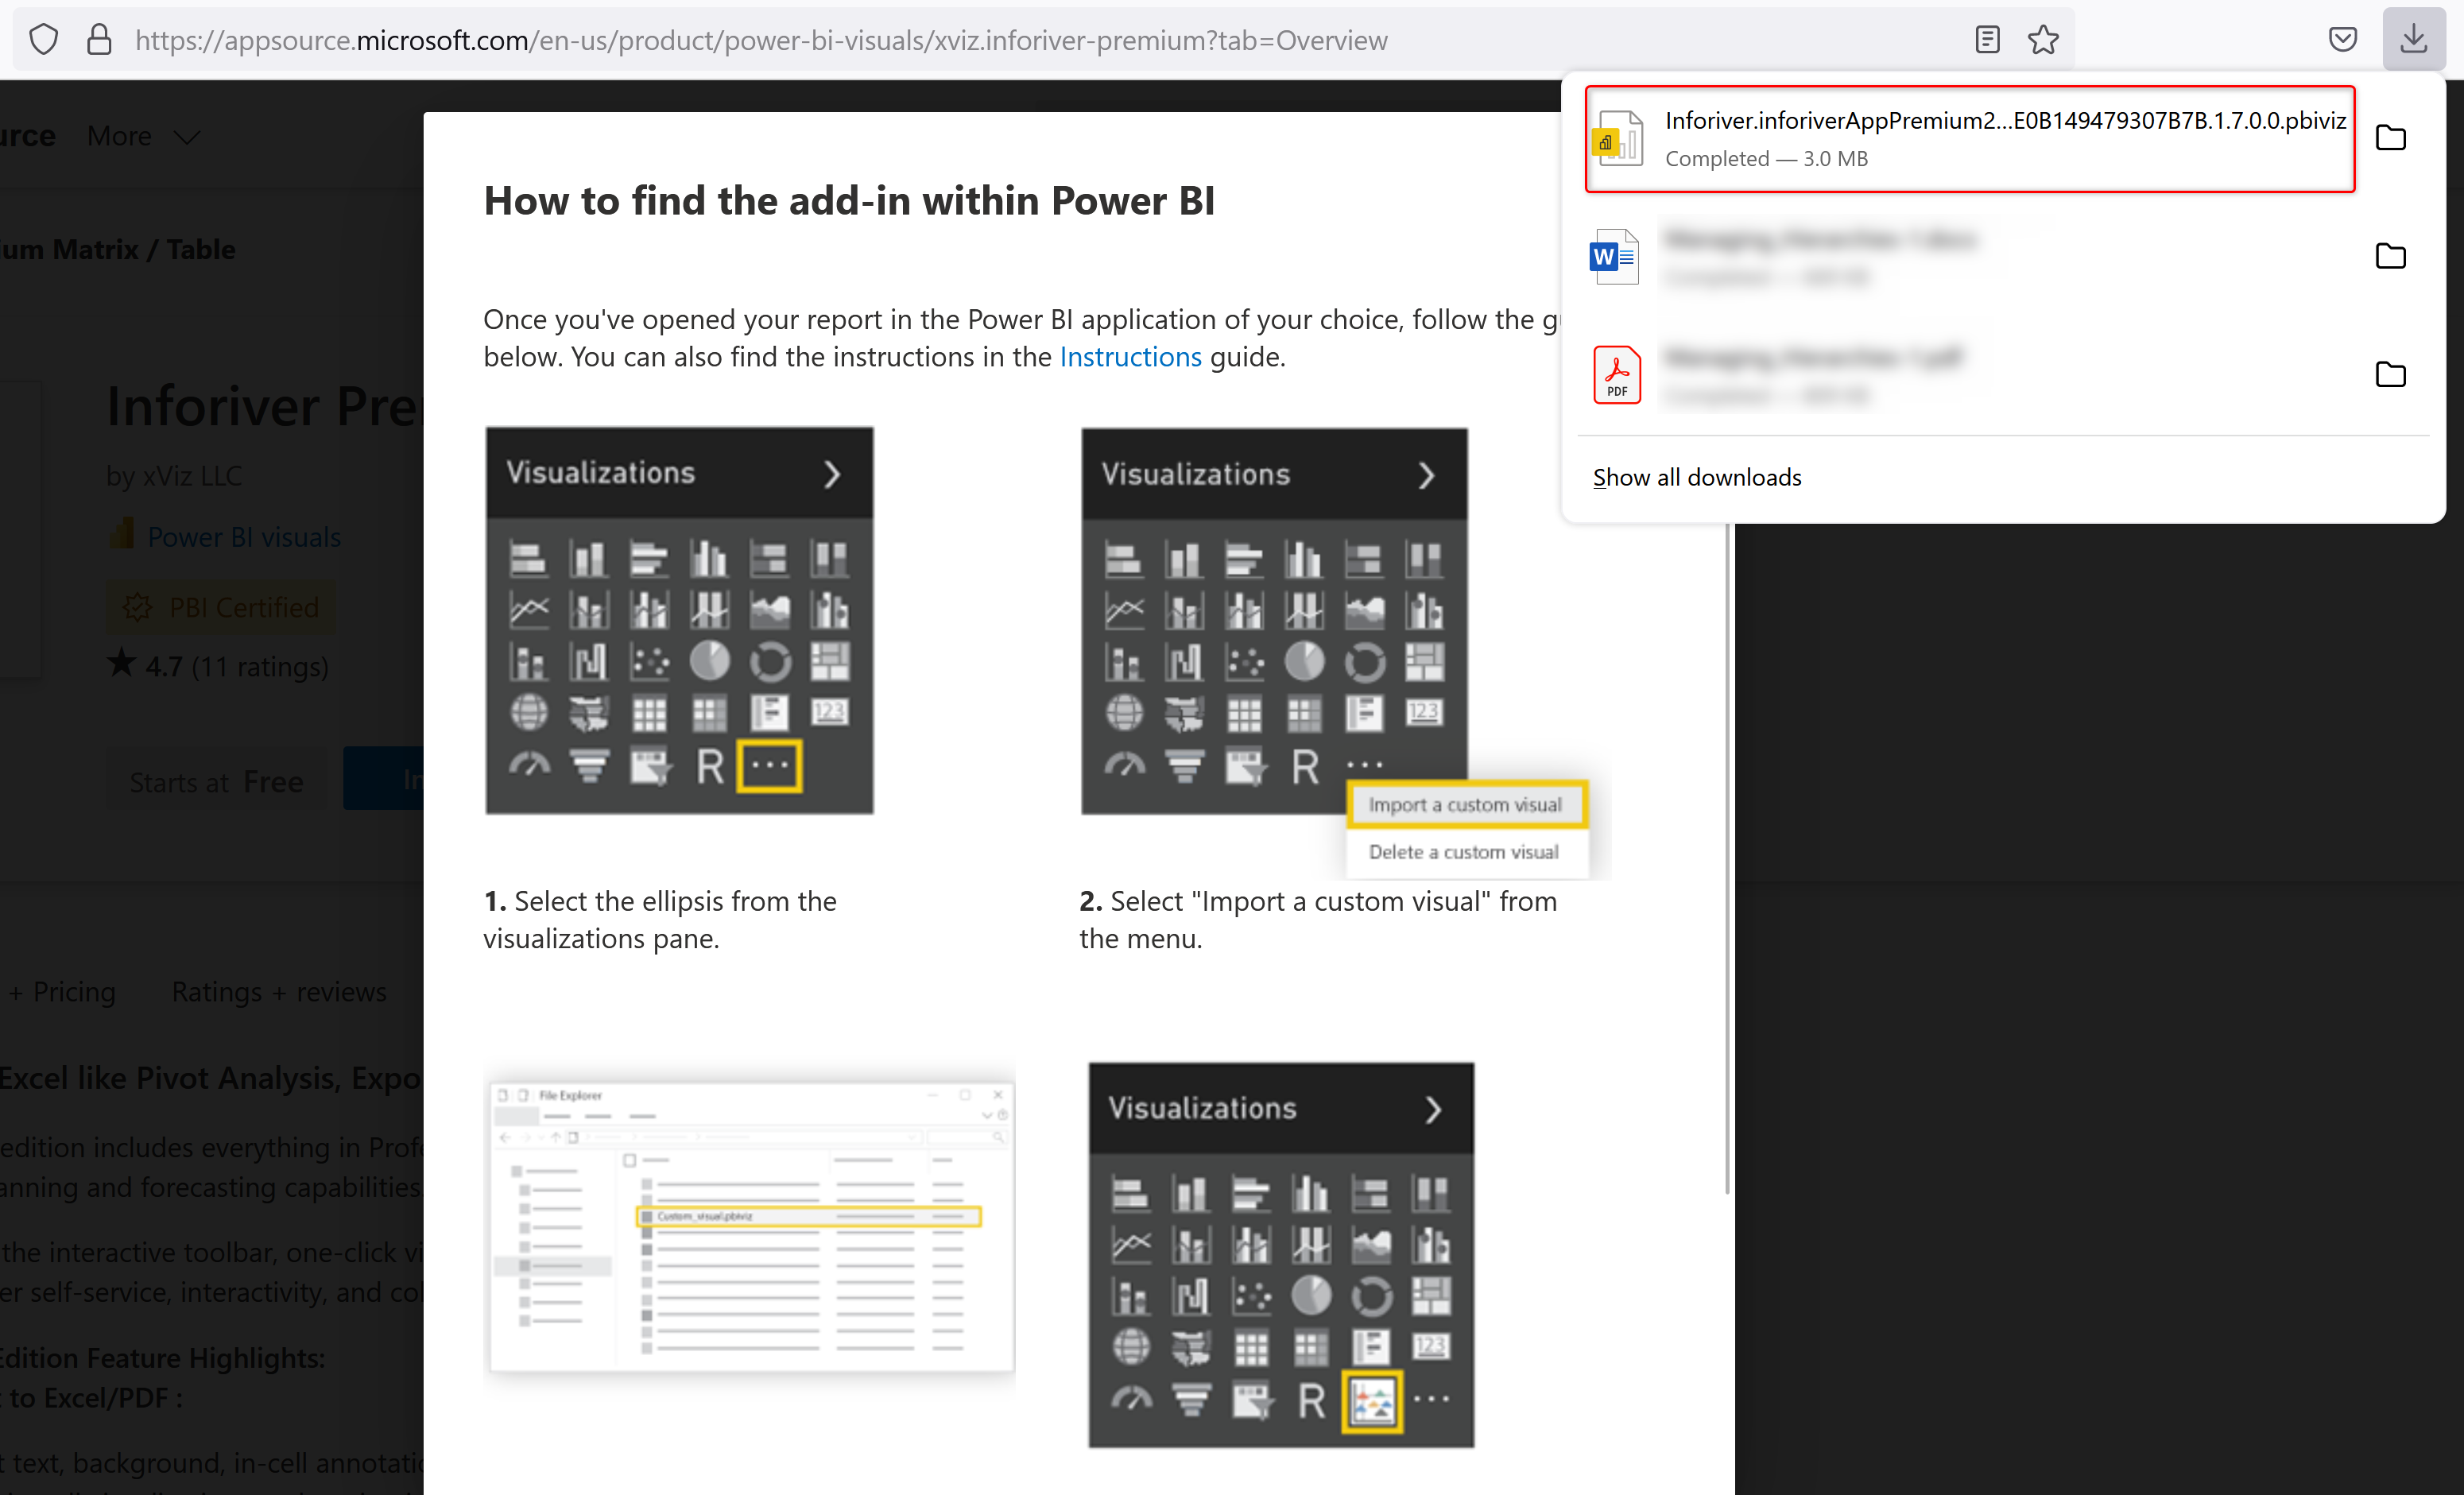 https://appsource.microsoft.com/en-us/product/power-bi-visuals/xviz.inforiver-premium?tab=Overview
Inforiver.inforiverAppPremium2...E0B149479307B7B.1.7.0.0.pbiviz
Completed — 3.0 MB
W
PDF
Show all downloads
urce More
um Matrix / Table
Inforiver Pre
by xViz LLC
Power BI visuals
PBI Certified
4.7 (11 ratings)
Starts at Free
+ Pricing Ratings + reviews
Excel like Pivot Analysis, Expo
edition includes everything in Prof
anning and forecasting capabilities.
the interactive toolbar, one-click vi
er self-service, interactivity, and co
Edition Feature Highlights:
t to Excel/PDF :
t text, background, in-cell annotati
How to find the add-in within Power BI
Once you've opened your report in the Power BI application of your choice, follow the g
below. You can also find the instructions in the Instructions guide.
Visualizations
123
R ...
1. Select the ellipsis from the
visualizations pane.
Visualizations
123
R ...
Import a custom visual
Delete a custom visual
2. Select "Import a custom visual" from
the menu.
File Explorer
Custom_visual.pbiviz
Visualizations
123
R ...